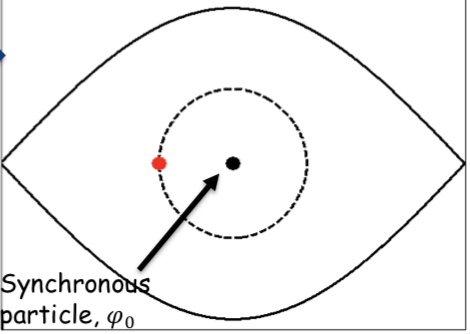 Synchronous
particle, φ₀